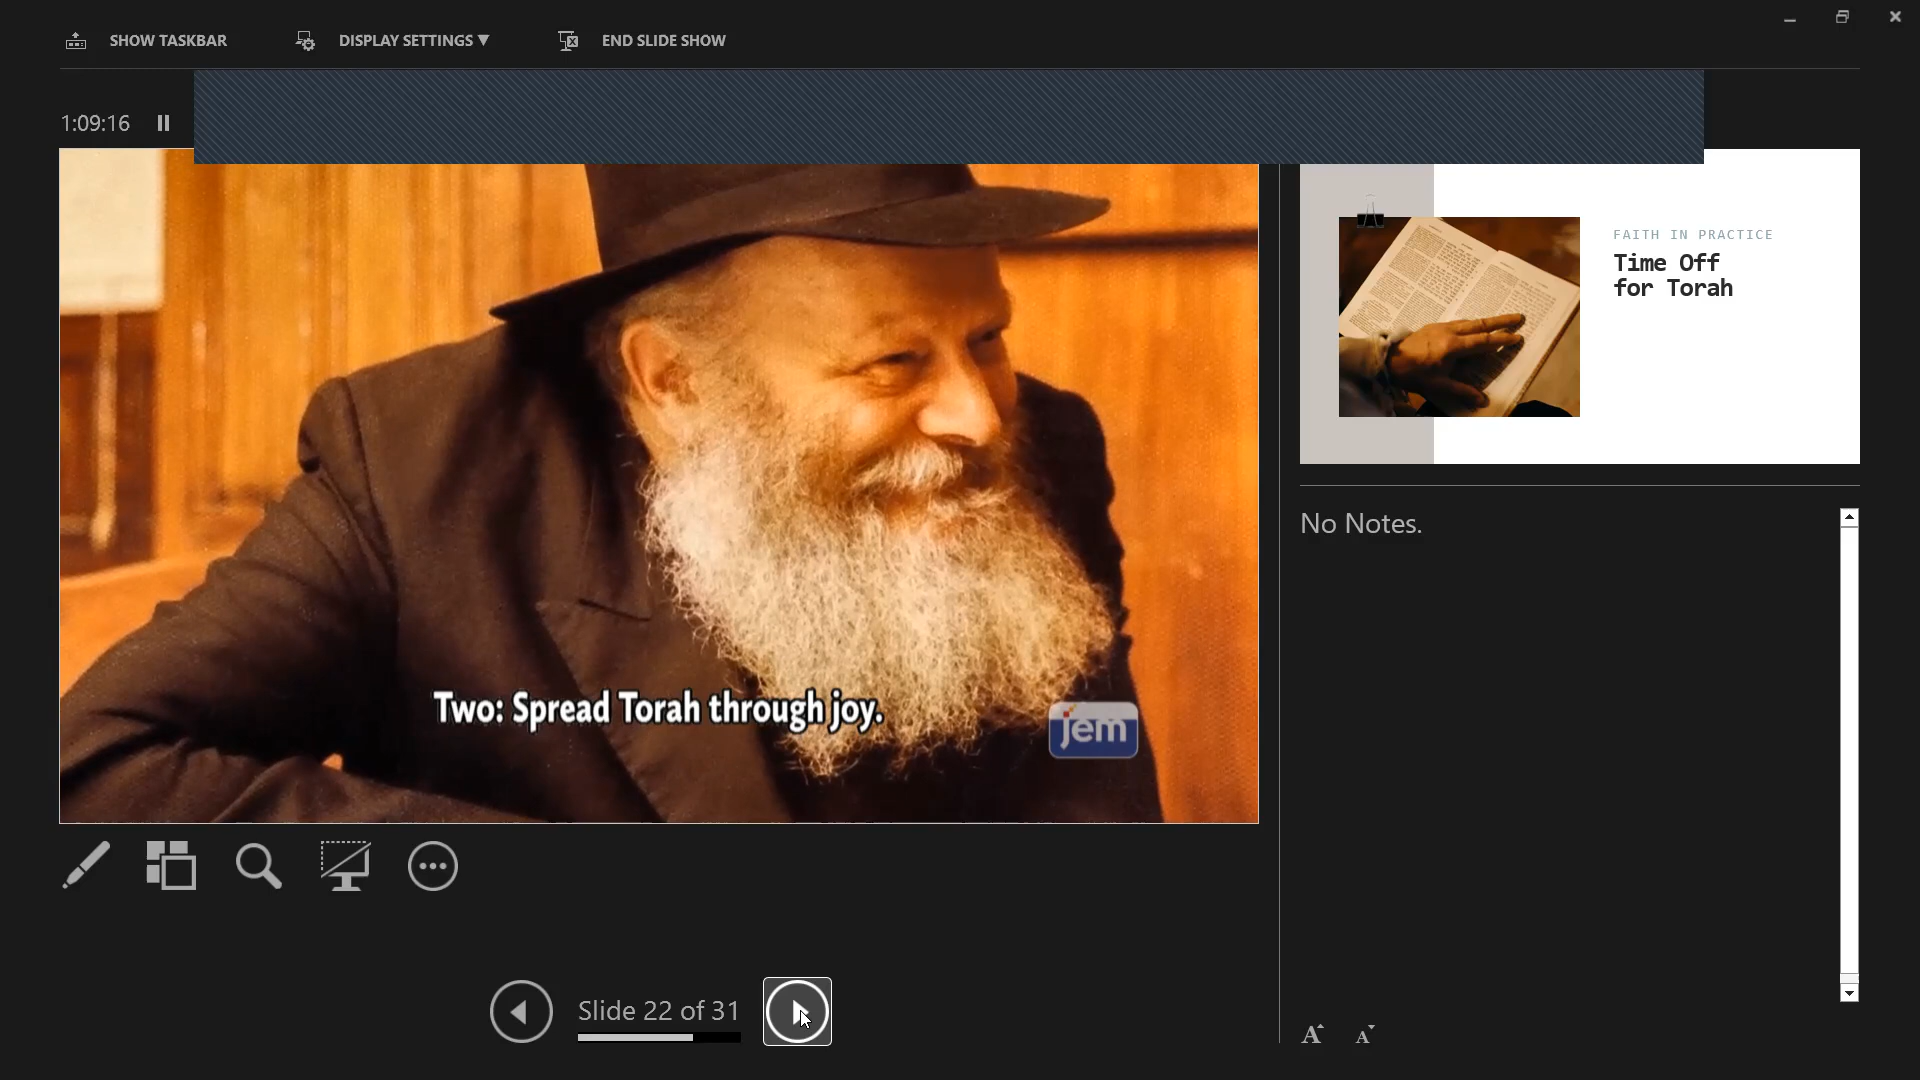 SHOW TASKBAR
DISPLAY SETTINGS ▼
END SLIDE SHOW
1:09:16
Two: Spread Torah through joy.
jem
FAITH IN PRACTICE
Time Off
for Torah
No Notes.
Slide 22 of 31
A
A